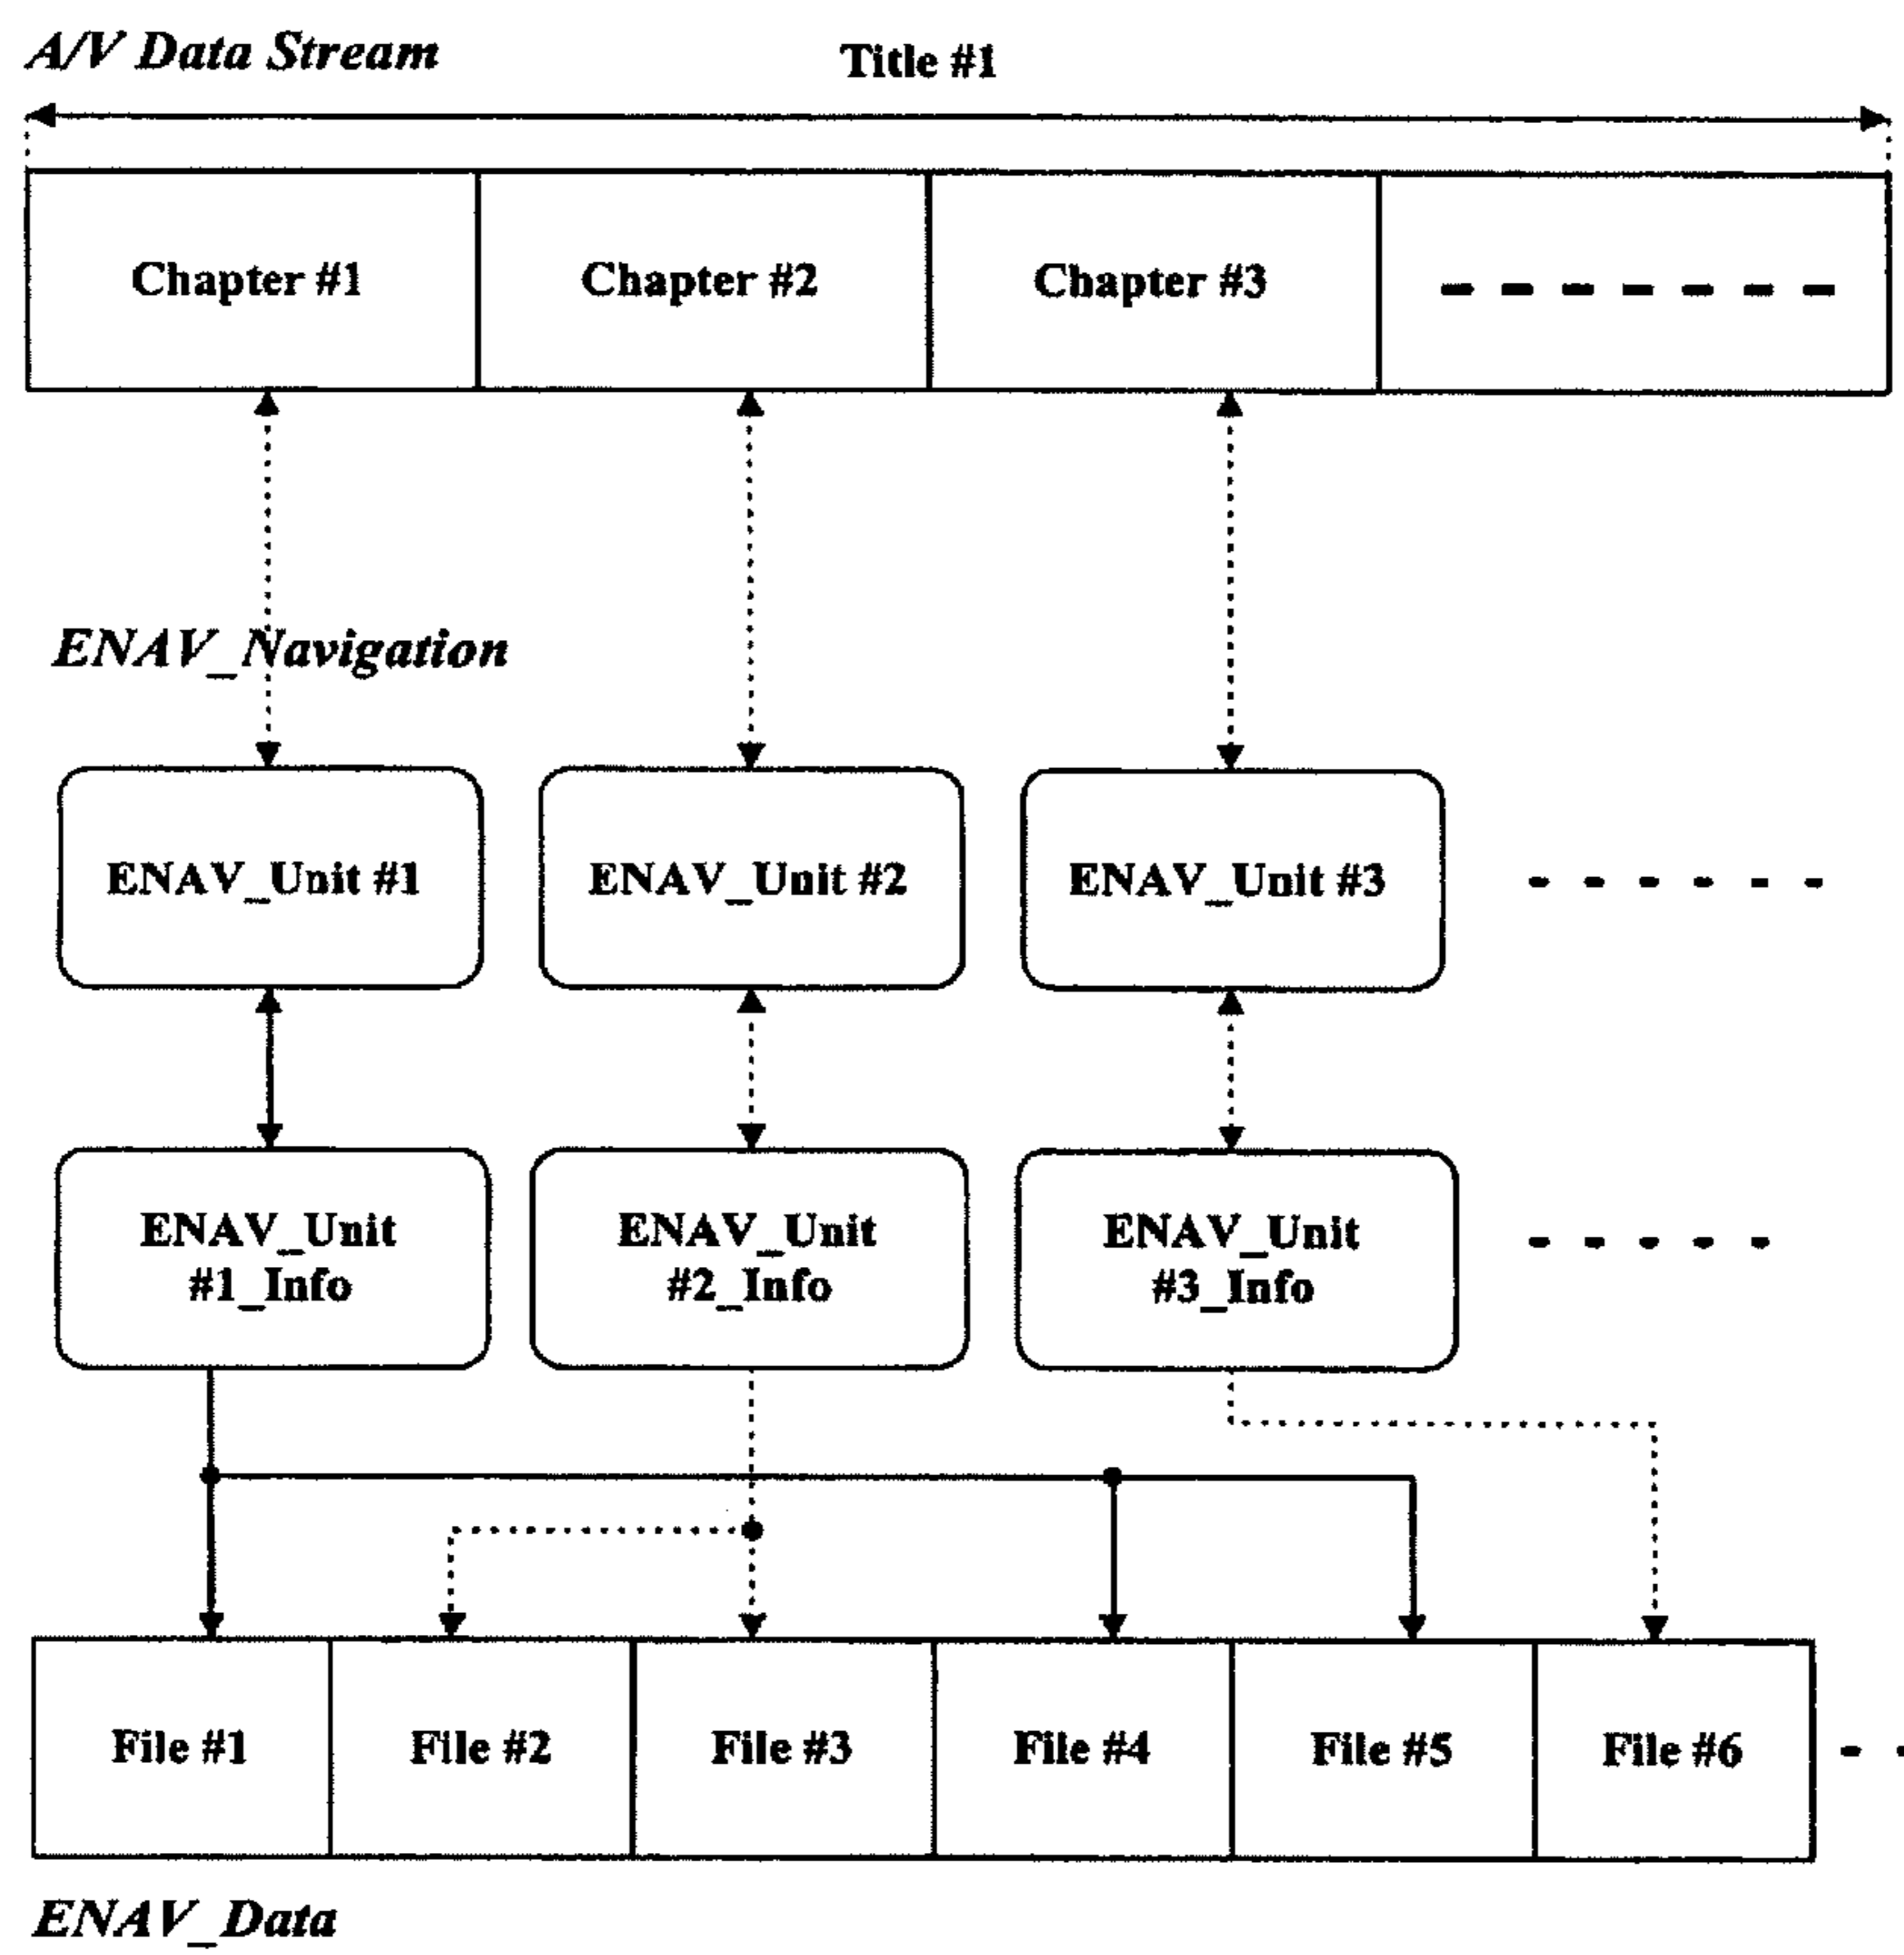 A/V Data Stream
Title #1
Chapter #1
Chapter #2
Chapter #3
ENAV_Navigation
ENAV_Unit #1
ENAV_Unit #2
ENAV_Unit #3
ENAV_Unit
#1_Info
ENAV_Unit
#2_Info
ENAV_Unit
#3_Info
File #1
File #2
File #3
File #4
File #5
File #6
ENAV_Data